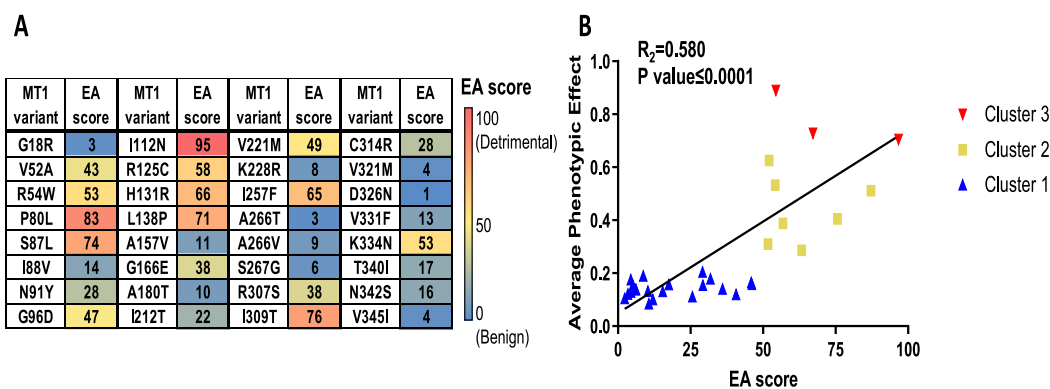 A
MT1 variant EA score MT1 variant EA score MT1 variant EA score MT1 variant EA score
G18R 3 I112N 95 V221M 49 C314R 28
V52A 43 R125C 58 K228R 8 V321M 4
R54W 53 H131R 66 I257F 65 D326N 1
P80L 83 L138P 71 A266T 3 V331F 13
S87L 74 A157V 11 A266V 9 K334N 53
I88V 14 G166E 38 S267G 6 T340I 17
N91Y 28 A180T 10 R307S 38 N342S 16
G96D 47 I212T 22 I309T 76 V345I 4
EA score
100
(Detrimental)
50
0
(Benign)
B
R2=0.580
P value≤0.0001
Average Phenotypic Effect
1.0
0.8
0.6
0.4
0.2
0.0
0 25 50 75 100
EA score
Cluster 3
Cluster 2
Cluster 1